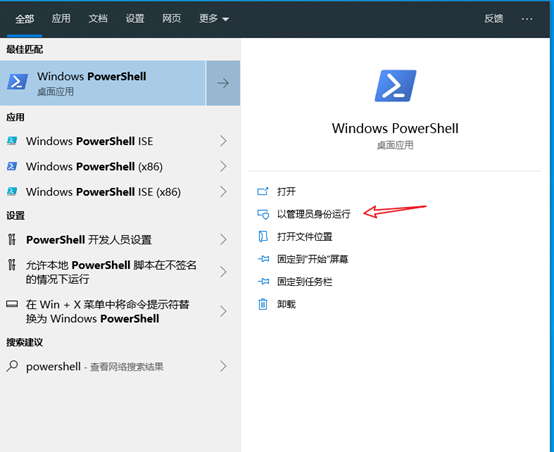 全部 应用 文档 设置 网页 更多 反馈 ...
最佳匹配
Windows PowerShell
桌面应用
应用
Windows PowerShell ISE
Windows PowerShell (x86)
Windows PowerShell ISE (x86)
设置
PowerShell 开发人员设置
允许本地 PowerShell 脚本在不签名
的情况下运行
在 Win + X 菜单中将命令提示符替
换为 Windows PowerShell
搜索建议
powershell - 查看网络搜索结果
Windows PowerShell
桌面应用
打开
以管理员身份运行
打开文件位置
固定到"开始"屏幕
固定到任务栏
卸载